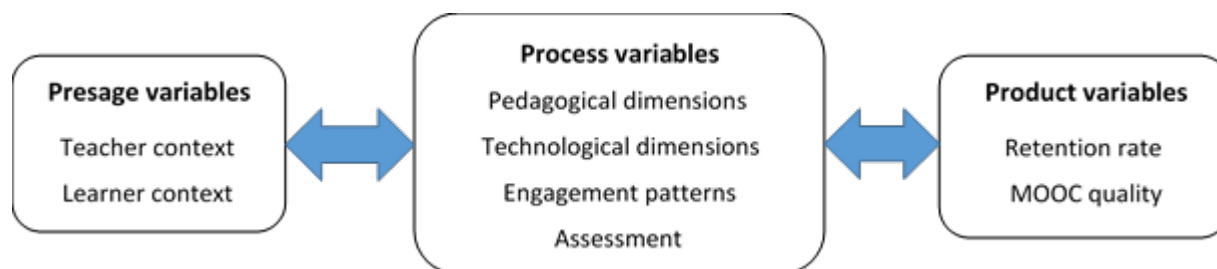 Presage variables
Teacher context
Learner context
Process variables
Pedagogical dimensions
Technological dimensions
Engagement patterns
Assessment
Product variables
Retention rate
MOOC quality